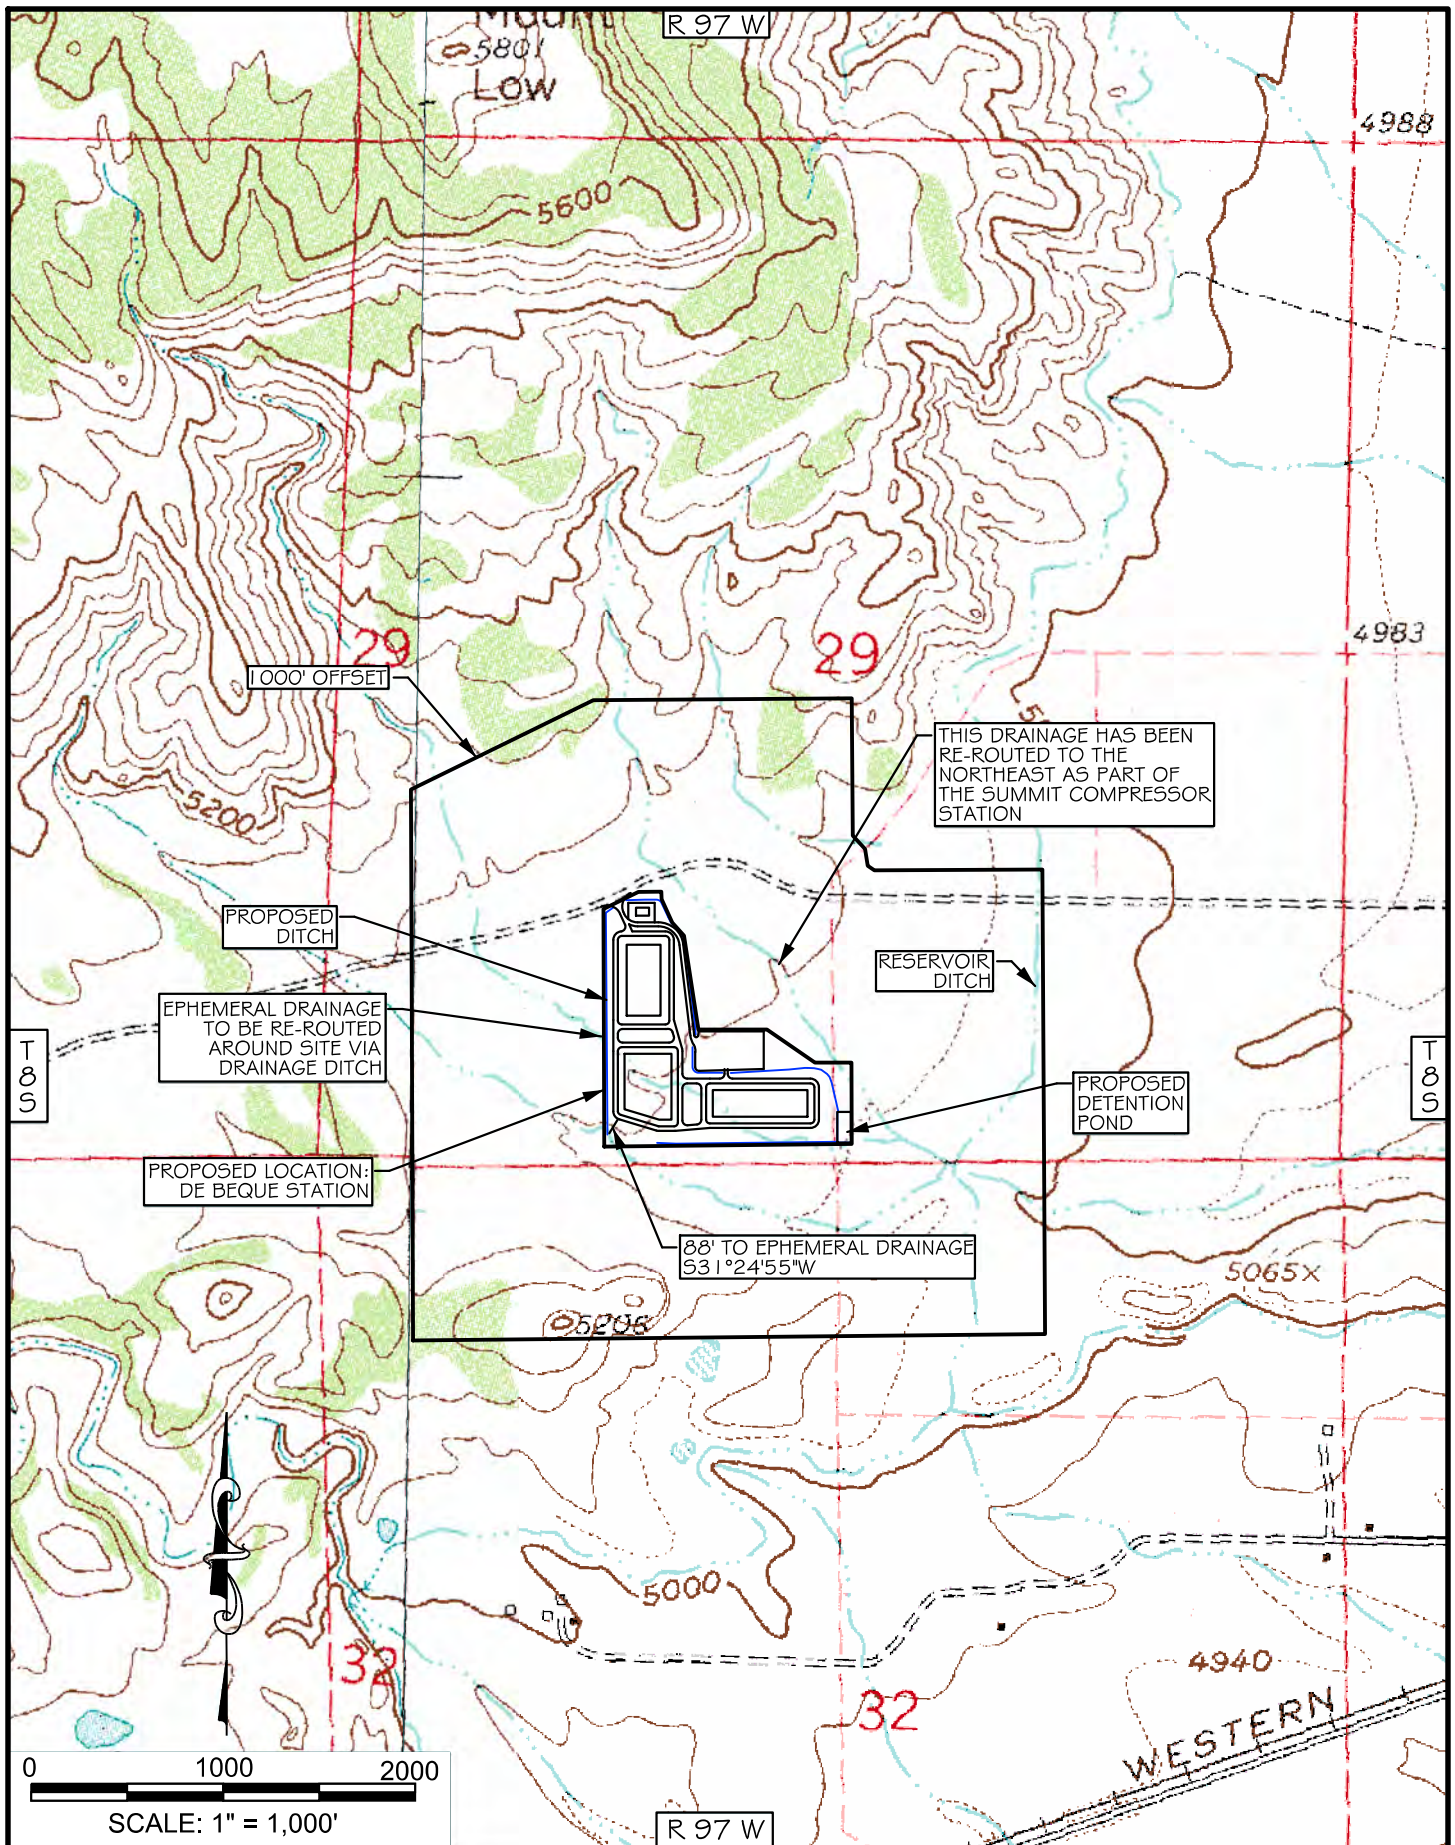 R 97 W
Mount
5801
Low
4988
5600
29
29
4983
1000' OFFSET
THIS DRAINAGE HAS BEEN
RE-ROUTED TO THE
NORTHEAST AS PART OF
THE SUMMIT COMPRESSOR
STATION
5200
PROPOSED
DITCH
RESERVOIR
DITCH
EPHEMERAL DRAINAGE
TO BE RE-ROUTED
AROUND SITE VIA
DRAINAGE DITCH
T
8
S
T
8
S
PROPOSED
DETENTION
POND
PROPOSED LOCATION:
DE BEQUE STATION
88' TO EPHEMERAL DRAINAGE
S31°24'55"W
5065X
5206
5000
32
4940
32
WESTERN
0 1000 2000
SCALE: 1" = 1,000'
R 97 W